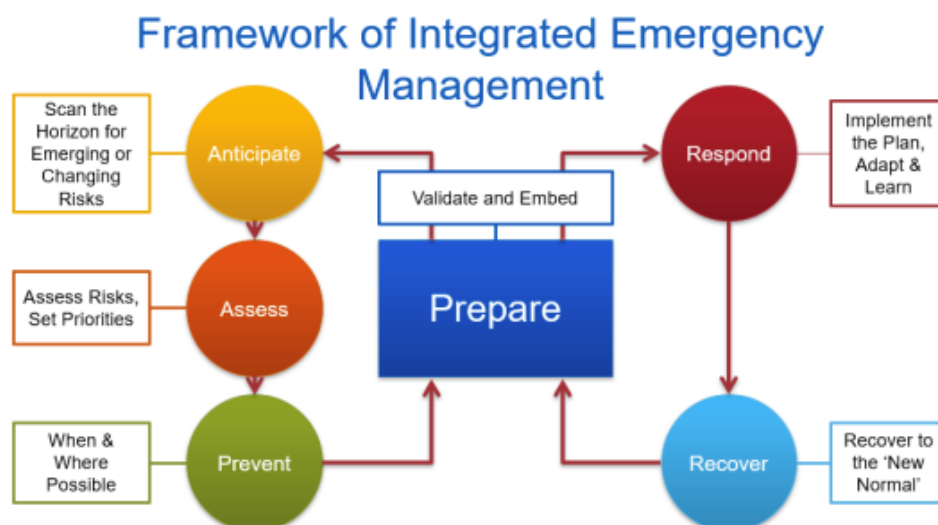 Framework of Integrated Emergency
Management
Scan the
Horizon for
Emerging or
Changing
Risks
Anticipate
Validate and Embed
Respond
Implement
the Plan,
Adapt &
Learn
Assess Risks,
Set Priorities
Assess
Prepare
When &
Where
Possible
Prevent
Recover
Recover to
the ‘New
Normal’